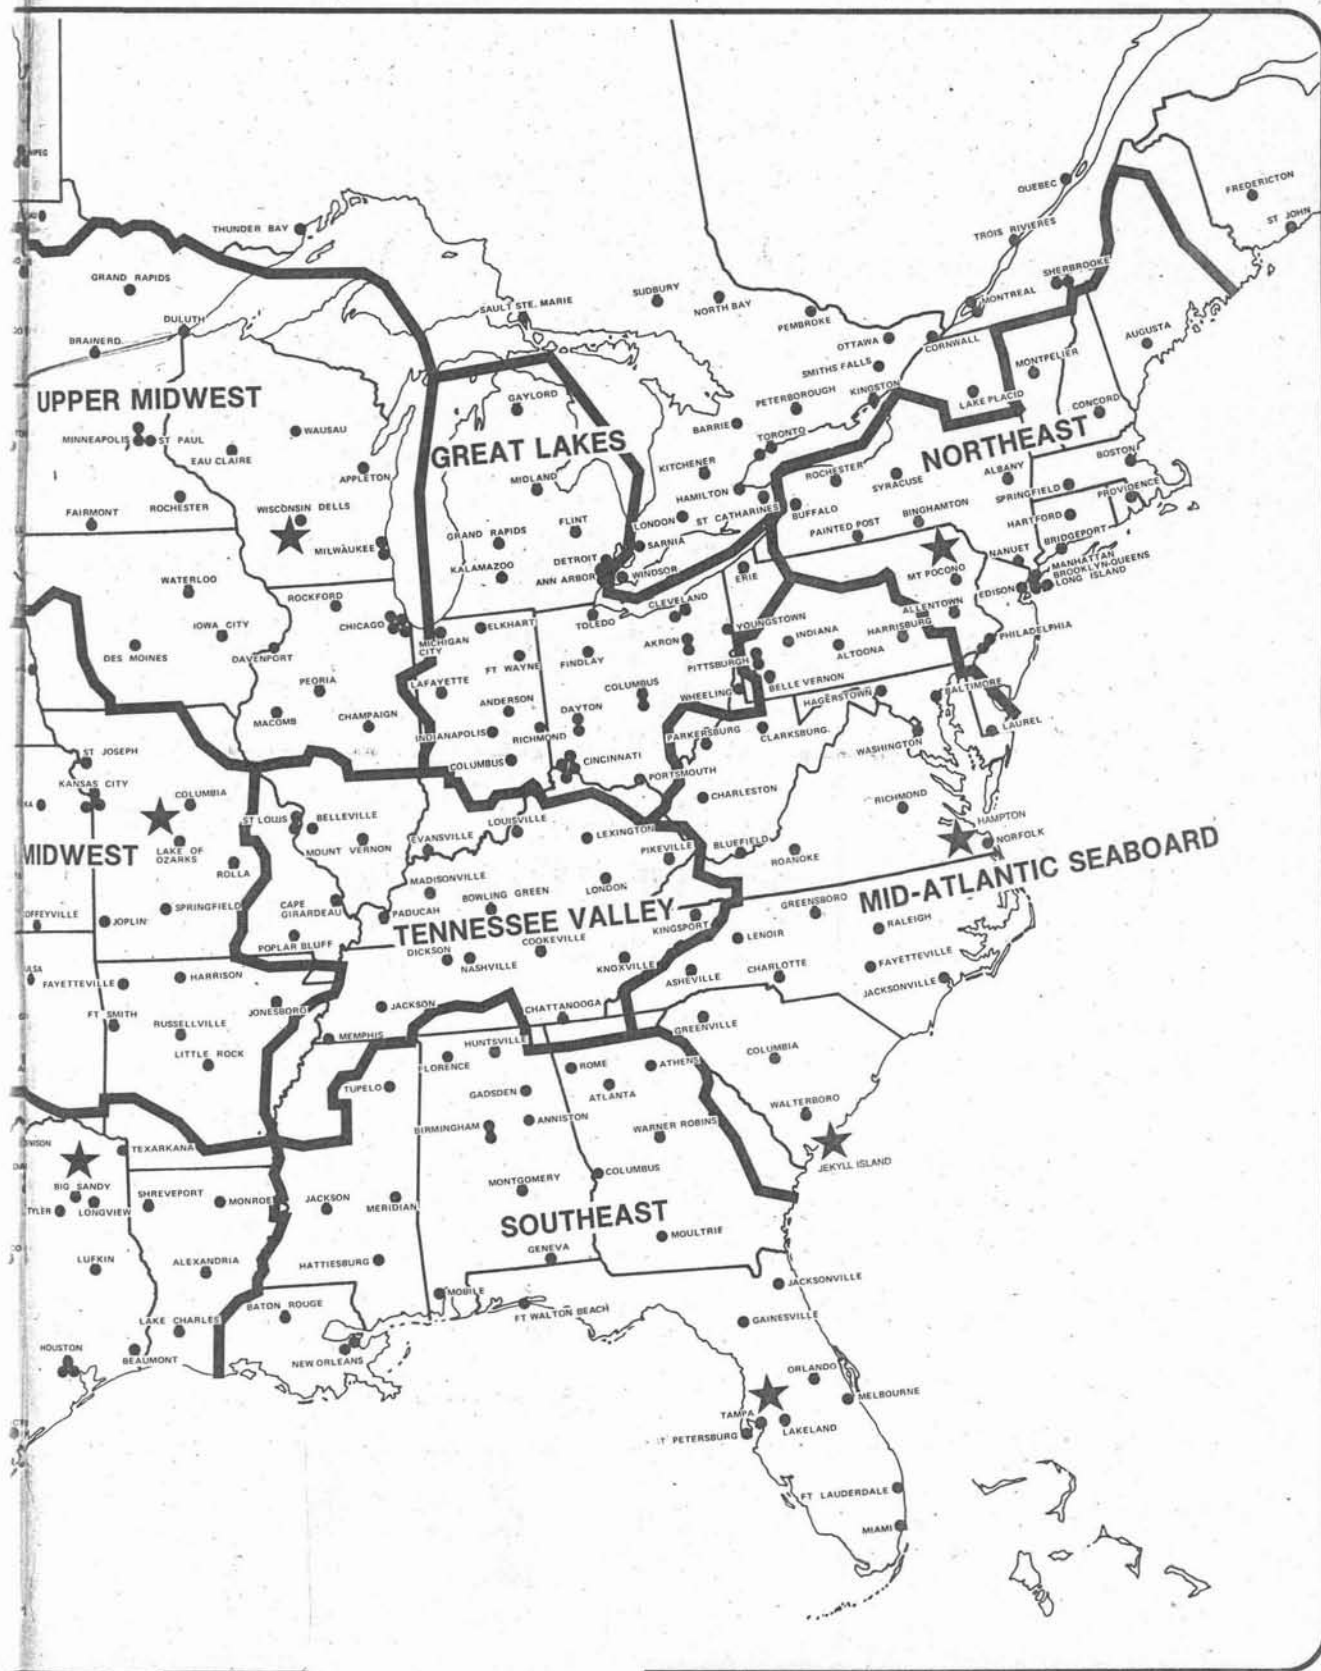 QUEBEC
FREDERICTON
ST JOHN
TROIS RIVIERES
THUNDER BAY
SHERBROOKE
GRAND RAPIDS
SUDBURY
NORTH BAY
MONTREAL
SAULT STE. MARIE
PEMBROKE
DULUTH
BRAINERD
OTTAWA
CORNWALL
AUGUSTA
SMITHS FALLS
MONTPELIER
UPPER MIDWEST
GAYLORD
PETERBOROUGH
KINGSTON
LAKE PLACID
CONCORD
MINNEAPOLIS
ST PAUL
WAUSAU
BARRIE
TORONTO
NORTHEAST
EAU CLAIRE
GREAT LAKES
BOSTON
APPLETON
MIDLAND
KITCHENER
ROCHESTER
SYRACUSE
ALBANY
SPRINGFIELD
PROVIDENCE
FAIRMONT
ROCHESTER
WISCONSIN DELLS
HAMILTON
ST CATHARINES
BUFFALO
BINGHAMTON
HARTFORD
FLINT
LONDON
PAINTED POST
BRIDGEPORT
MILWAUKEE
GRAND RAPIDS
SARNIA
NANUET
MANHATTAN
DETROIT
BROOKLYN-QUEENS
KALAMAZOO
ANN ARBOR
WINDSOR
ERIE
MT POCONO
EDISON
LONG ISLAND
WATERLOO
ROCKFORD
CLEVELAND
ALLENTOWN
IOWA CITY
CHICAGO
MICHIGAN
CITY
ELKHART
TOLEDO
YOUNGSTOWN
INDIANA
HARRISBURG
PHILADELPHIA
DES MOINES
DAVENPORT
FT WAYNE
FINDLAY
AKRON
ALTOONA
PITTSBURGH
BELLE VERNON
PEORIA
LAFAYETTE
ANDERSON
COLUMBUS
WHEELING
HAGERSTOWN
BALTIMORE
MACOMB
CHAMPAIGN
DAYTON
INDIANAPOLIS
RICHMOND
PARKERSBURG
CLARKSBURG
WASHINGTON
LAUREL
ST JOSEPH
COLUMBUS
CINCINNATI
PORTSMOUTH
KANSAS CITY
COLUMBIA
CHARLESTON
RICHMOND
ST LOUIS
BELLEVILLE
EVANSVILLE
LOUISVILLE
LEXINGTON
HAMPTON
NORFOLK
MIDWEST
LAKE OF
OZARKS
MOUNT VERNON
PIKEVILLE
BLUEFIELD
ROANOKE
ROLLA
MADISONVILLE
BOWLING GREEN
LONDON
MID-ATLANTIC SEABOARD
OFFEYVILLE
JOPLIN
SPRINGFIELD
CAPE
GIRARDEAU
PADUCAH
TENNESSEE VALLEY
KINGSPORT
GREENSBORO
RALEIGH
POPLAR BLUFF
DICKSON
NASHVILLE
COOKEVILLE
KNOXVILLE
LENOIR
FAYETTEVILLE
ULSA
FAYETTEVILLE
HARRISON
ASHEVILLE
CHARLOTTE
JACKSONVILLE
FT SMITH
JONESBORO
JACKSON
CHATTANOOGA
GREENVILLE
RUSSELLVILLE
MEMPHIS
HUNTSVILLE
LITTLE ROCK
FLORENCE
ROME
ATHENS
COLUMBIA
TUPELO
GADSDEN
ATLANTA
WALTERBORO
BIRMINGHAM
ANNISTON
WARNER ROBINS
TEXARKANA
JEKYLL ISLAND
BIG SANDY
COLUMBUS
TYLER
LONGVIEW
SHREVEPORT
MONROE
JACKSON
MERIDIAN
MONTGOMERY
SOUTHEAST
MOULTRIE
LUFKIN
ALEXANDRIA
HATTIESBURG
GENEVA
MOBILE
JACKSONVILLE
LAKE CHARLES
BATON ROUGE
FT WALTON BEACH
GAINESVILLE
HOUSTON
BEAUMONT
NEW ORLEANS
ORLANDO
MELBOURNE
TAMPA
T PETERSBURG
LAKELAND
FT LAUDERDALE
MIAMI